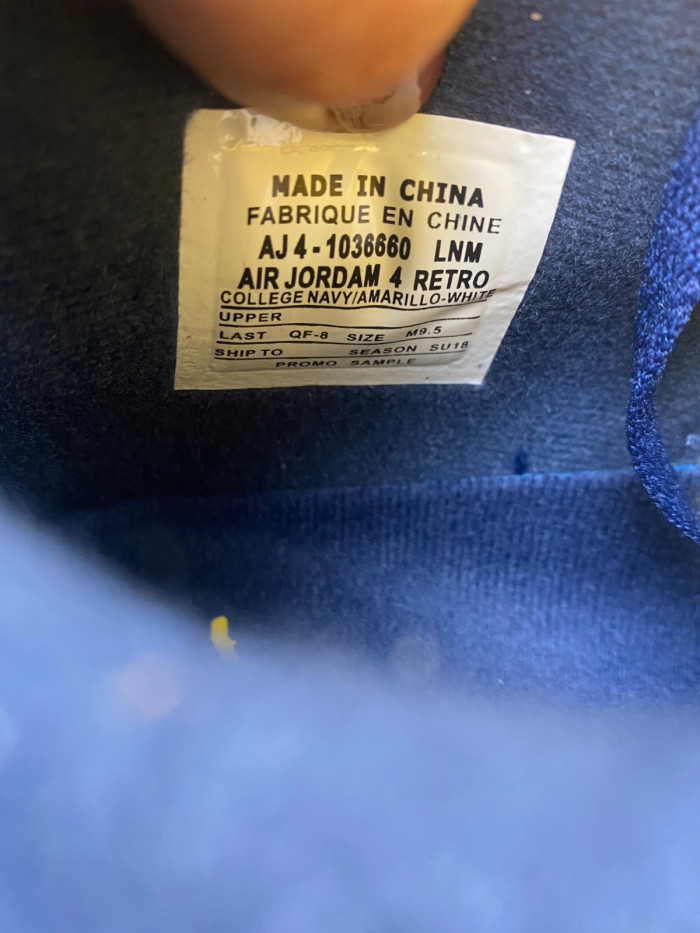 MADE IN CHINA
FABRIQUE EN CHINE
AJ4-1036660 LNM
AIR JORDAM 4 RETRO
COLLEGE NAVY/AMARILLO-WHITE
UPPER
LAST QF-8 SIZE M9.5
SHIP TO SEASON SU18
PROMO SAMPLE